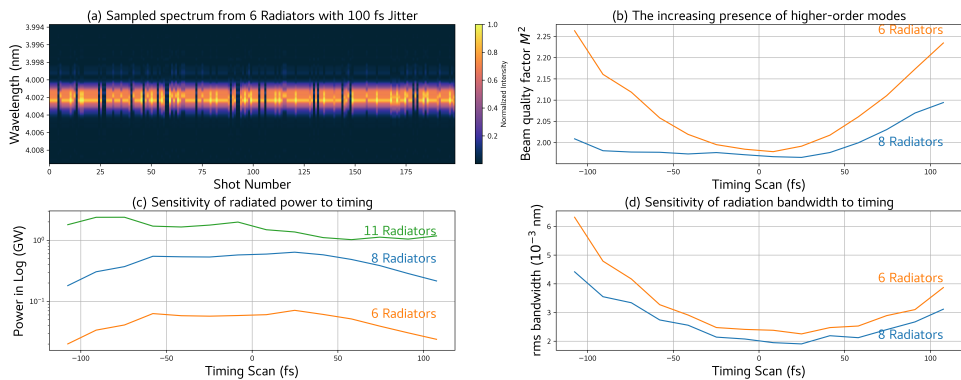 (a) Sampled spectrum from 6 Radiators with 100 fs Jitter
Wavelength (nm)
3.994
3.996
3.998
4.000
4.002
4.004
4.006
4.008
0 25 50 75 100 125 150 175
Shot Number
1.0
0.8
0.6
0.4
0.2
Normalized Intensity
(b) The increasing presence of higher-order modes
Beam quality factor M²
2.25
2.20
2.15
2.10
2.05
2.00
6 Radiators
8 Radiators
−100 −50 0 50 100
Timing Scan (fs)
(c) Sensitivity of radiated power to timing
Power in Log (GW)
10⁰
10⁻¹
11 Radiators
8 Radiators
6 Radiators
−100 −50 0 50 100
Timing Scan (fs)
(d) Sensitivity of radiation bandwidth to timing
rms bandwidth (10⁻³ nm)
6
5
4
3
2
6 Radiators
8 Radiators
−100 −50 0 50 100
Timing Scan (fs)